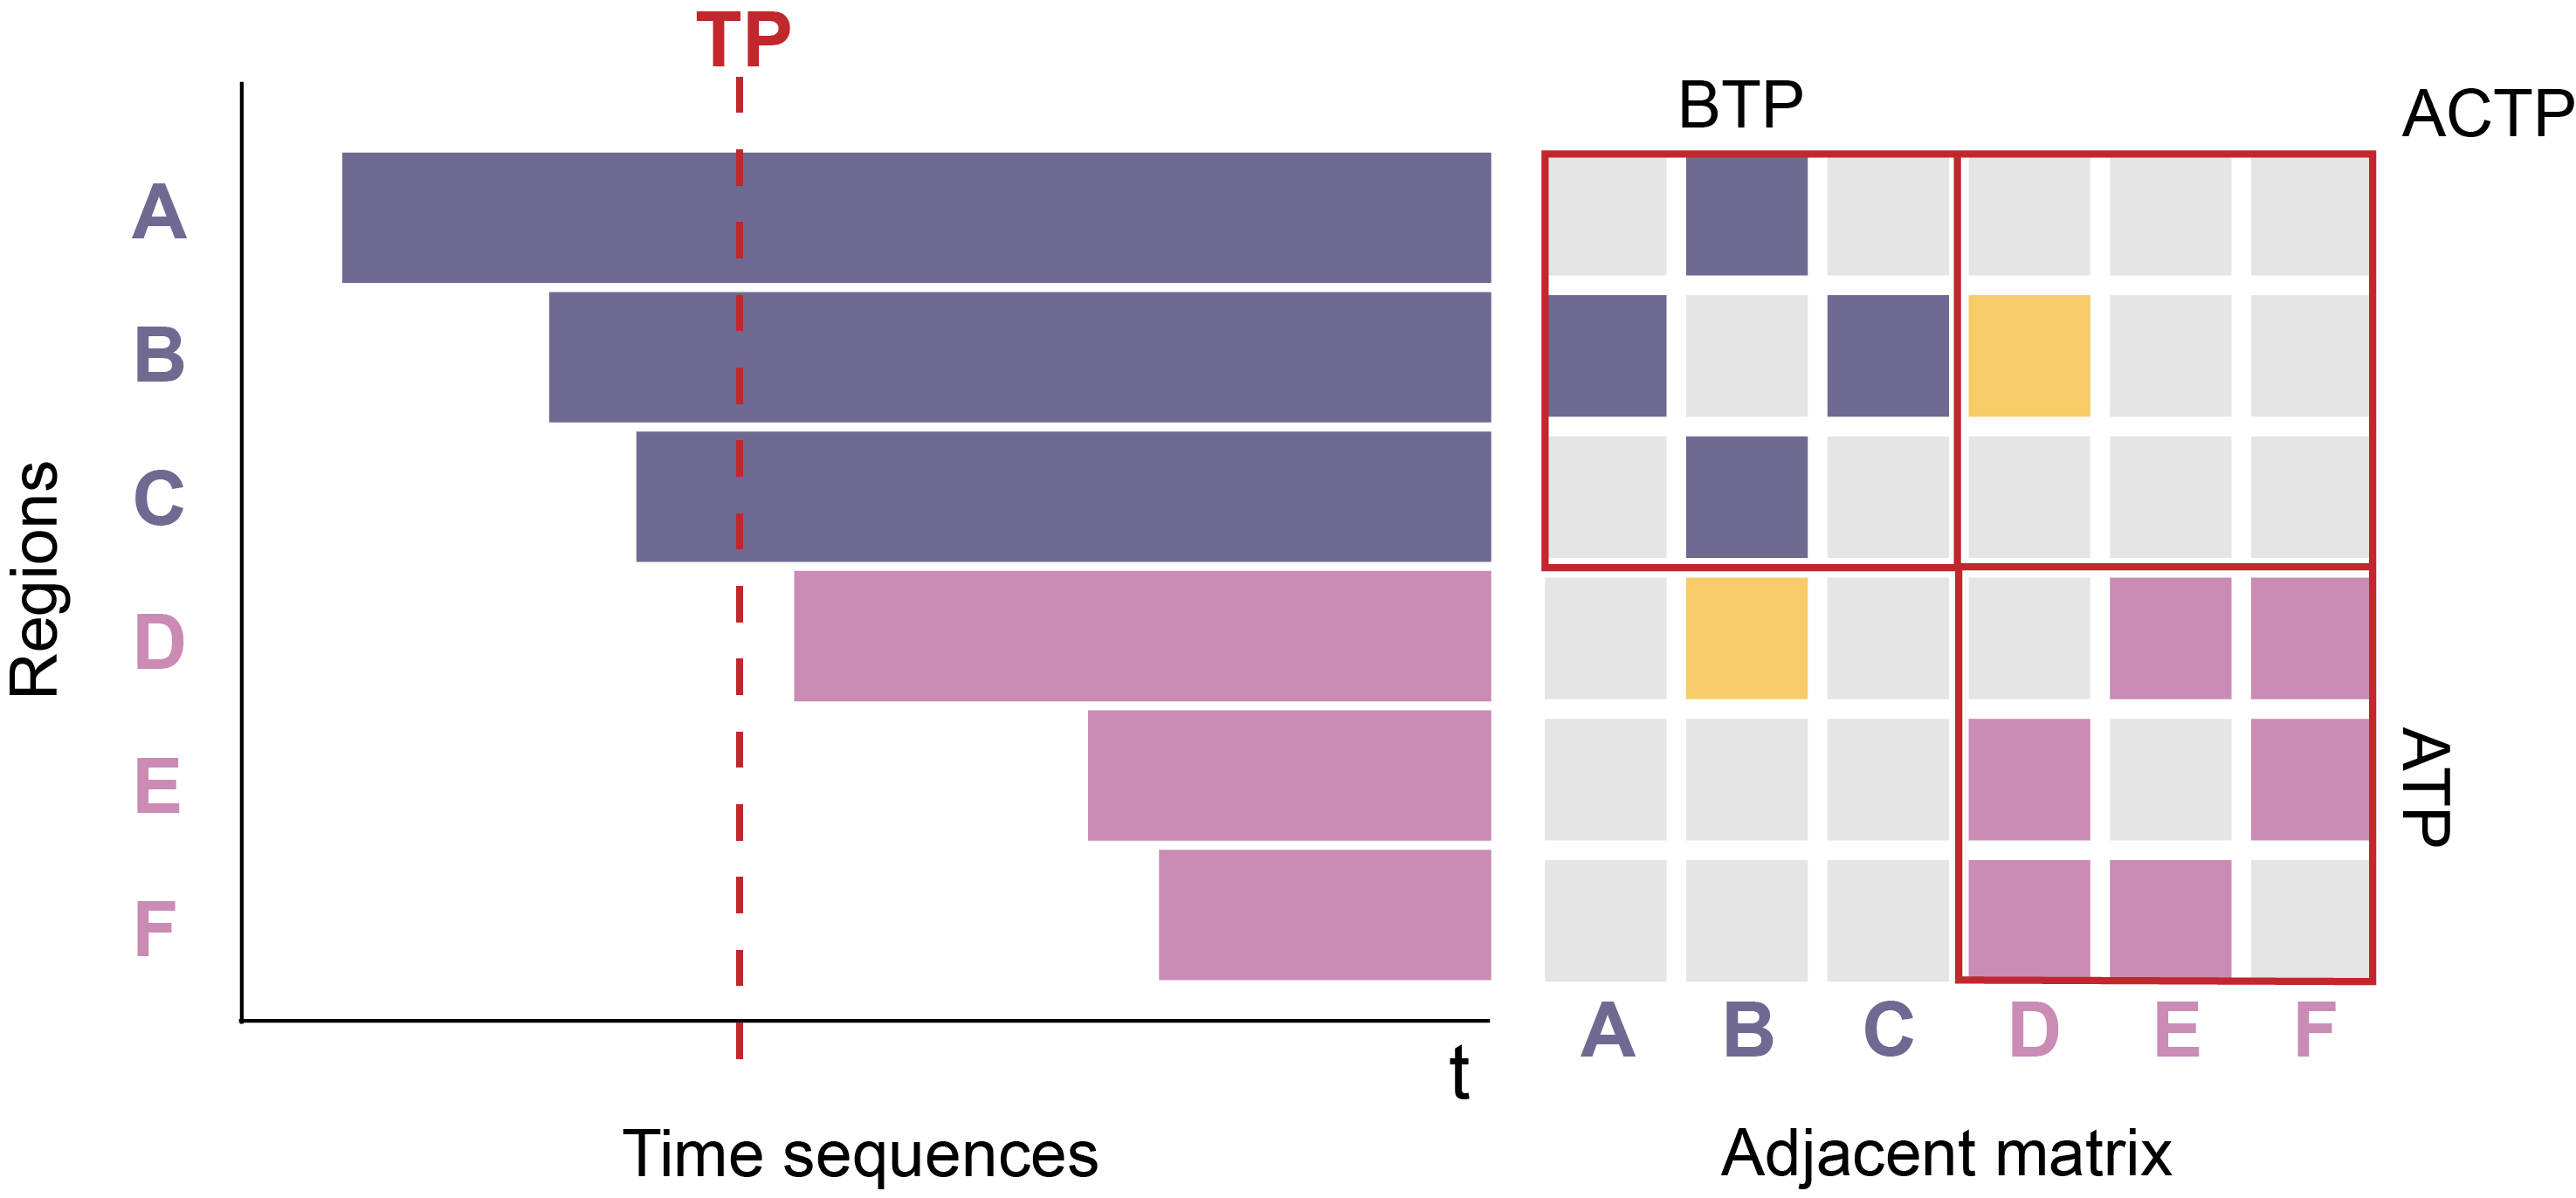 TP
BTP
ACTP
A
B
C
D
E
F
Regions
ATP
A B C D E F
t
Time sequences
Adjacent matrix